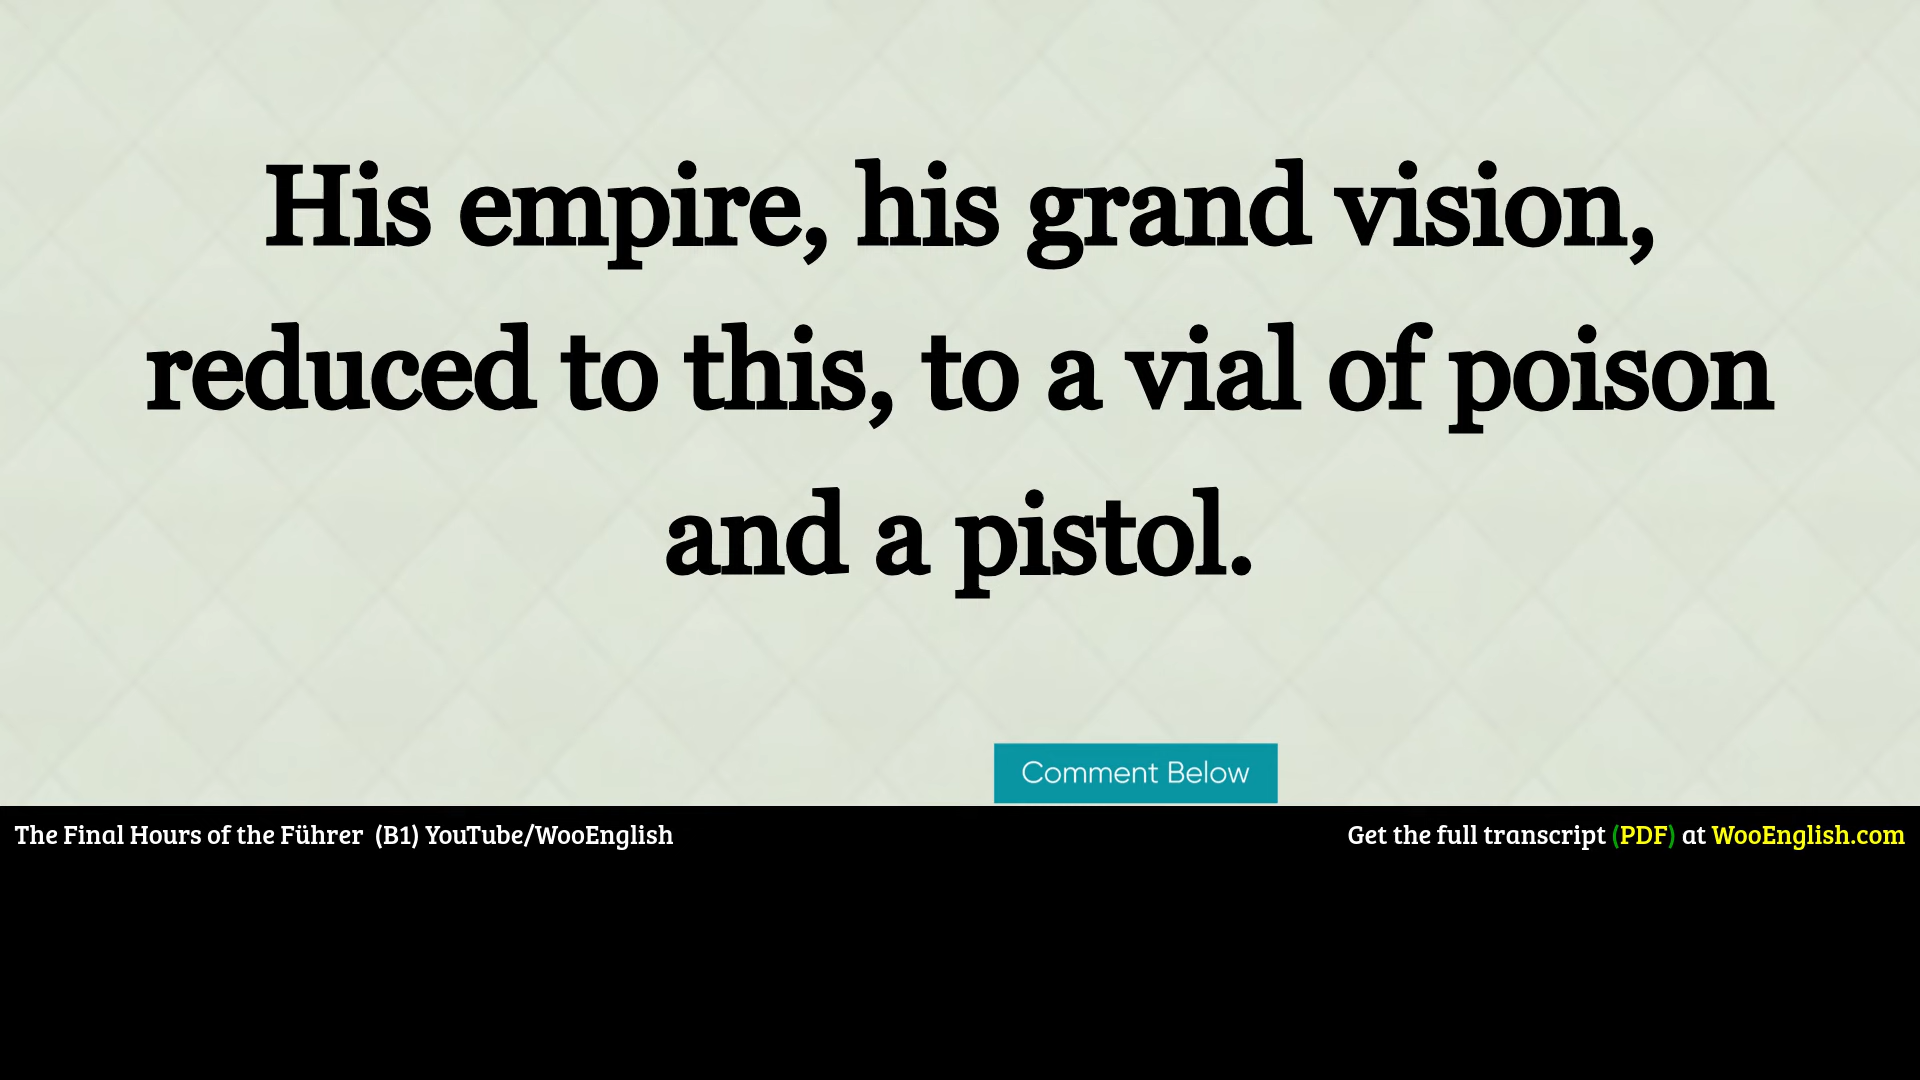 His empire, his grand vision,
reduced to this, to a vial of poison
and a pistol.
Comment Below
The Final Hours of the Führer (B1) YouTube/WooEnglish
Get the full transcript (PDF) at WooEnglish.com